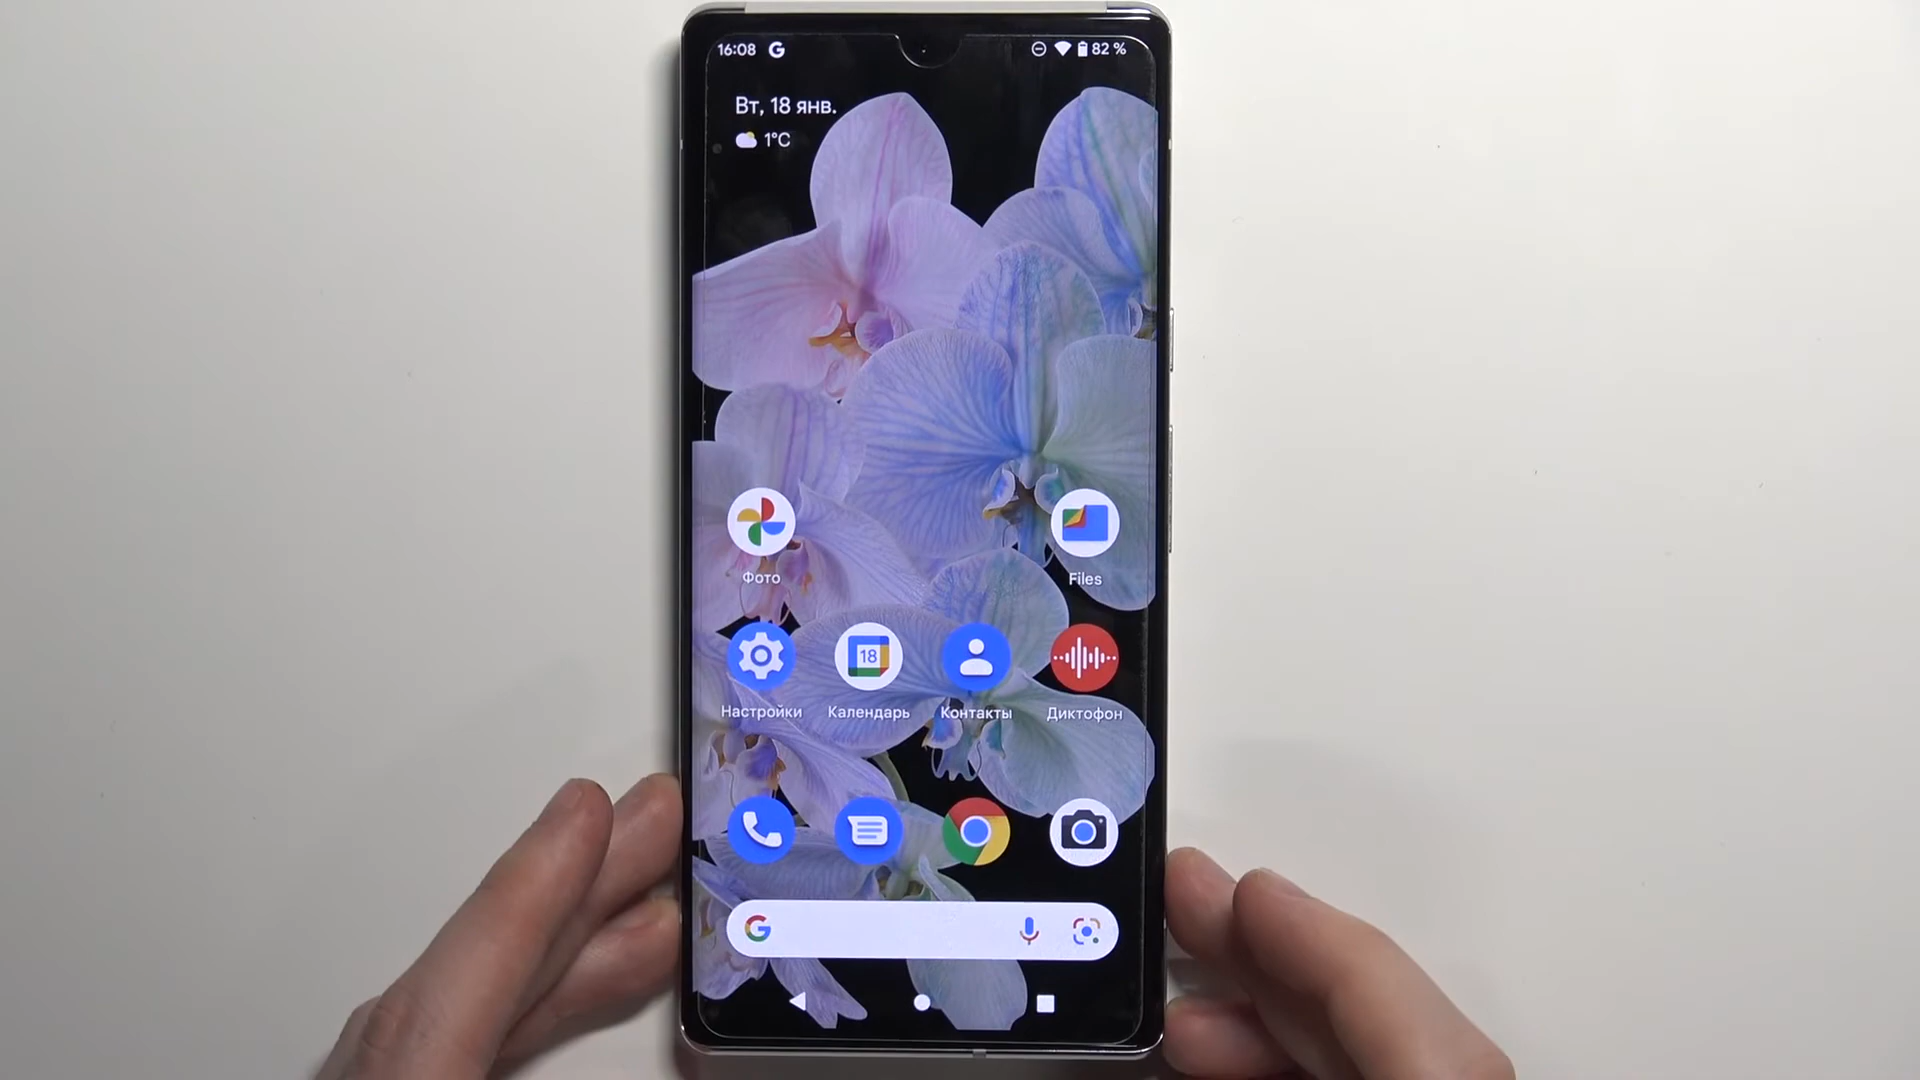 16:08 G 82 %
Вт, 18 янв.
1°C
Фото Files
18
Настройки Календарь Контакты Диктофон
G